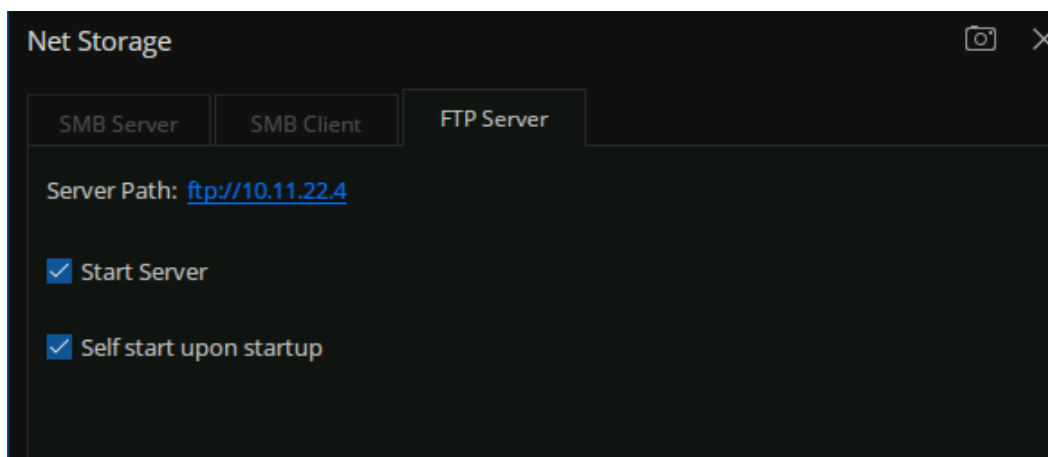 Net Storage
SMB Server SMB Client FTP Server
Server Path: ftp://10.11.22.4
Start Server
Self start upon startup